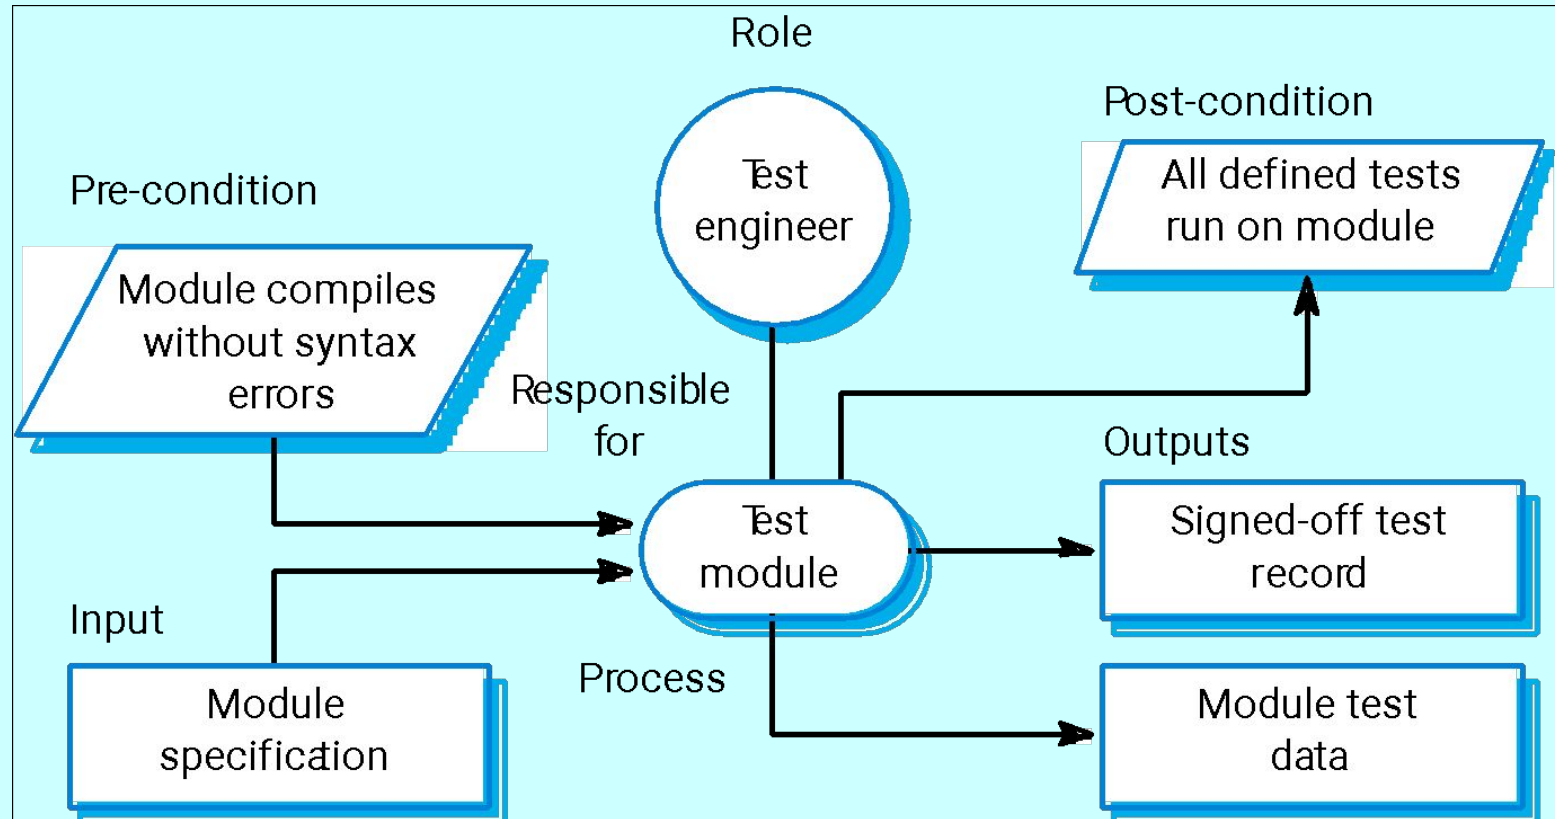 Role
Test
engineer
Post-condition
All defined tests
run on module
Pre-condition
Module compiles
without syntax
errors
Responsible
for
Test
module
Outputs
Signed-off test
record
Input
Module
specification
Process
Module test
data